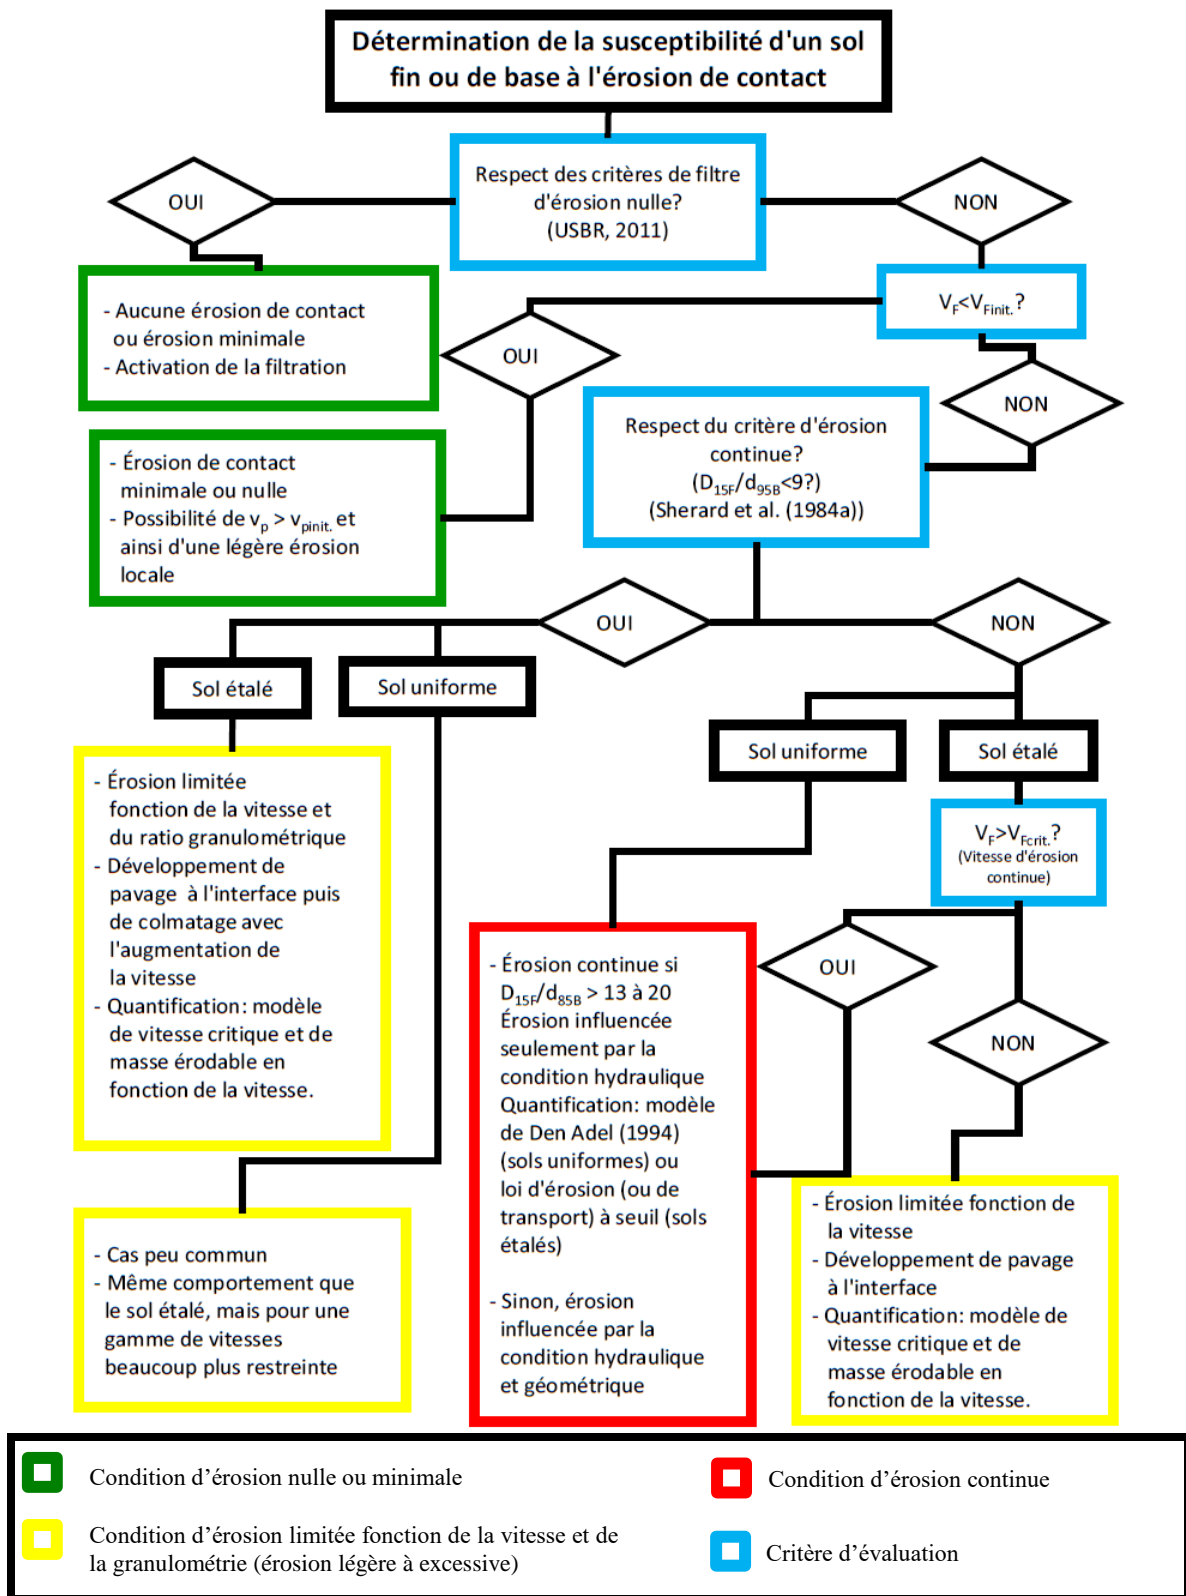 Détermination de la susceptibilité d'un sol
fin ou de base à l'érosion de contact
Respect des critères de filtre
d'érosion nulle?
(USBR, 2011)
OUI
NON
- Aucune érosion de contact
ou érosion minimale
- Activation de la filtration
V_F<V_Finit.?
OUI
NON
- Érosion de contact
minimale ou nulle
- Possibilité de v_p > v_pinit. et
ainsi d'une légère érosion
locale
Respect du critère d'érosion
continue?
(D_15F/d_95B<9?)
(Sherard et al. (1984a))
OUI
NON
Sol étalé
Sol uniforme
Sol uniforme
Sol étalé
- Érosion limitée
fonction de la vitesse et
du ratio granulométrique
- Développement de
pavage à l'interface puis
de colmatage avec
l'augmentation de
la vitesse
- Quantification: modèle
de vitesse critique et de
masse érodable en
fonction de la vitesse.
V_F>V_Fcrit.?
(Vitesse d'érosion
continue)
OUI
NON
- Cas peu commun
- Même comportement que
le sol étalé, mais pour une
gamme de vitesses
beaucoup plus restreinte
- Érosion continue si
D_15F/d_85B > 13 à 20
Érosion influencée
seulement par la
condition hydraulique
Quantification: modèle
de Den Adel (1994)
(sols uniformes) ou
loi d'érosion (ou de
transport) à seuil (sols
étalés)
- Sinon, érosion
influencée par la
condition hydraulique
et géométrique
- Érosion limitée fonction de
la vitesse
- Développement de pavage
à l'interface
- Quantification: modèle de
vitesse critique et de
masse érodable en
fonction de la vitesse.
Condition d'érosion nulle ou minimale
Condition d'érosion continue
Condition d'érosion limitée fonction de la vitesse et de
la granulométrie (érosion légère à excessive)
Critère d'évaluation